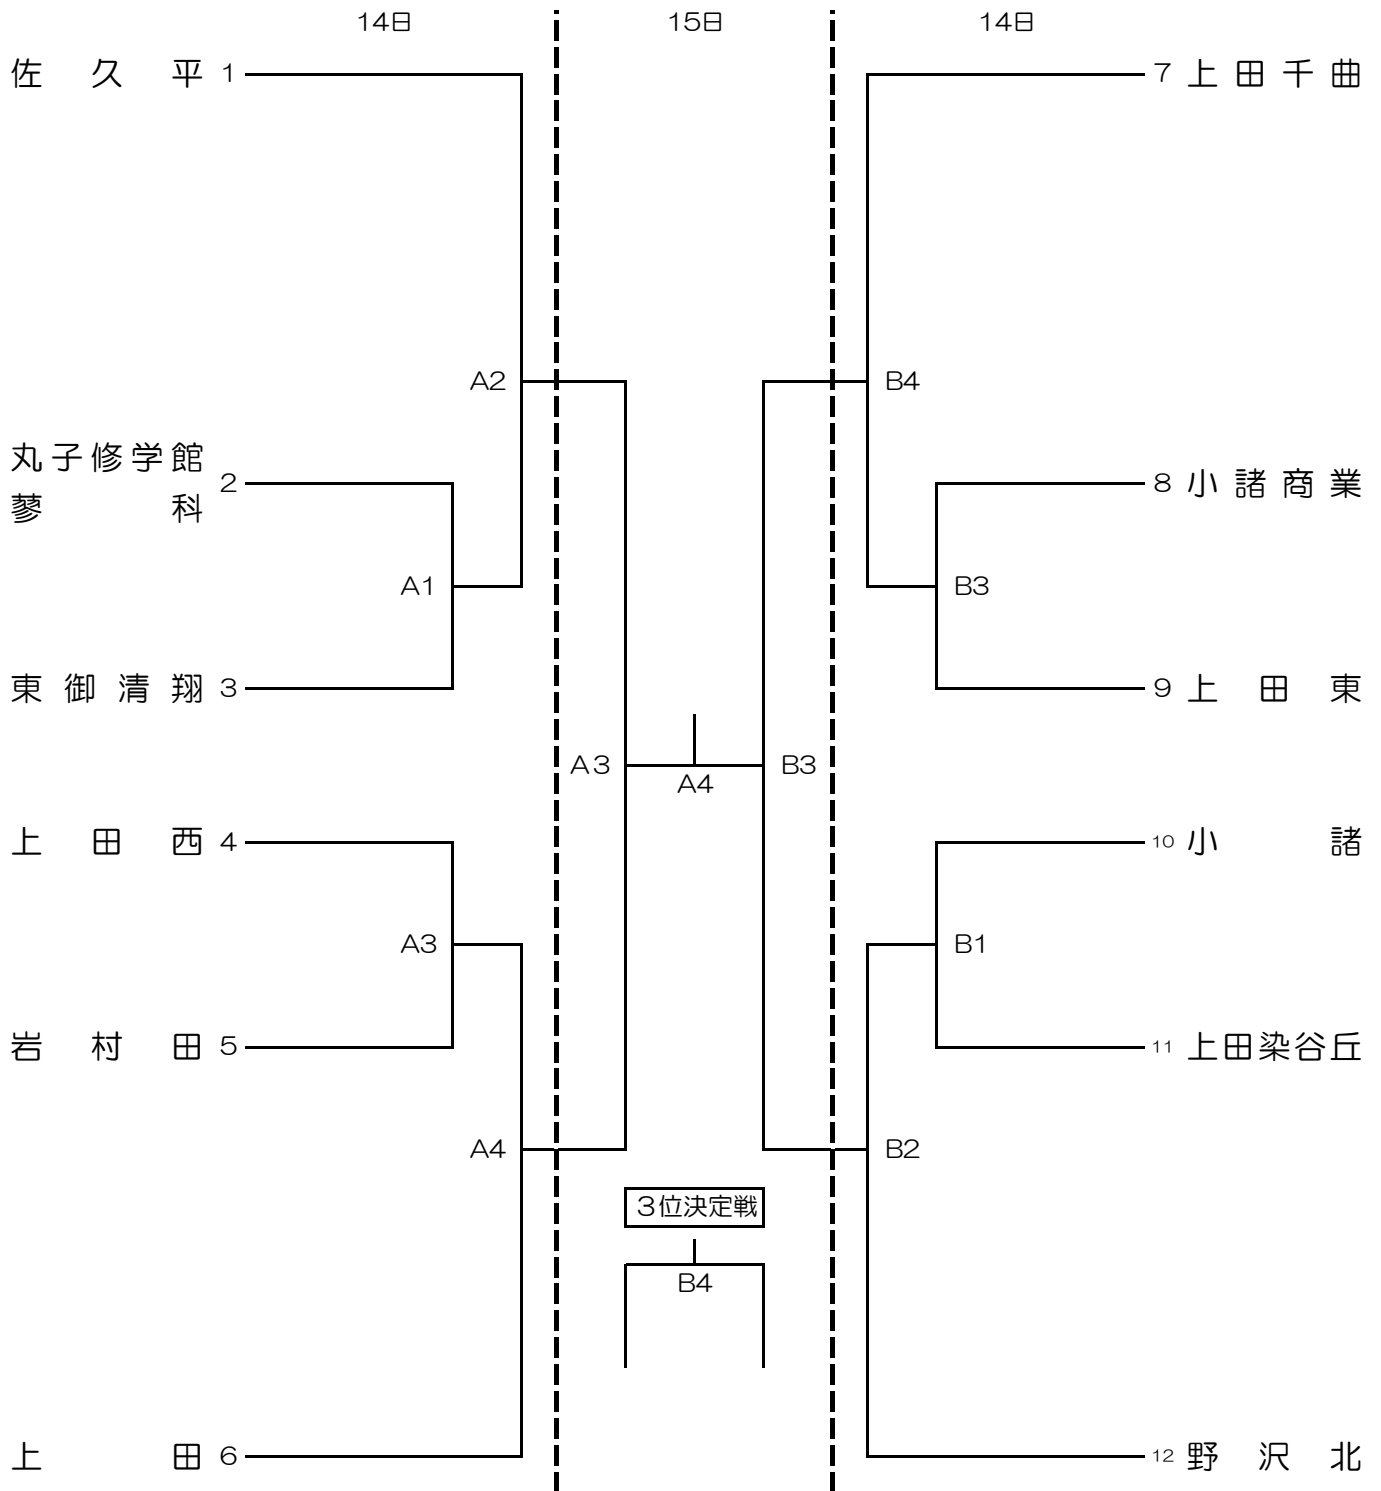 14日 15日 14日
佐久平 1
7 上田千曲
A2
B4
丸子修学館
蓼科
2
8 小諸商業
A1
B3
東御清翔 3
9 上田東
A3
A4
B3
上田西 4
10 小諸
A3
B1
岩村田 5
11 上田染谷丘
A4
B2
3位決定戦
B4
上田 6
12 野沢北